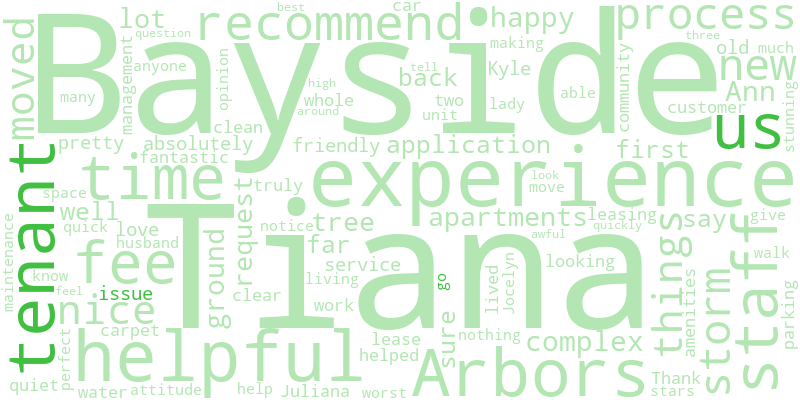 Bayside
Tiana
experience
helpful
Arbors
tenant
us
staff
recommend
process
new
time
fee
nice
things
storm
moved
lot
happy
car
best
question
anyone
management
many
opinion
whole
high
around
tell
back
Kyle
making
two
unit
lady
able
community
three
old
much
Ann
customer
stunning
pretty
absolutely
clean
fantastic
friendly
application
first
look
move
space
truly
well
quick
love
husband
request
notice
tree
far
apartments
leasing
quickly
awful
say
give
walk
maintenance
know
feel
issue
ground
clear
living
service
work
go
lived
Jocelyn
looking
amenities
parking
carpet
perfect
quiet
water
attitude
help
Juliana
helped
lease
worst
sure
nothing
complex
Thank
stars